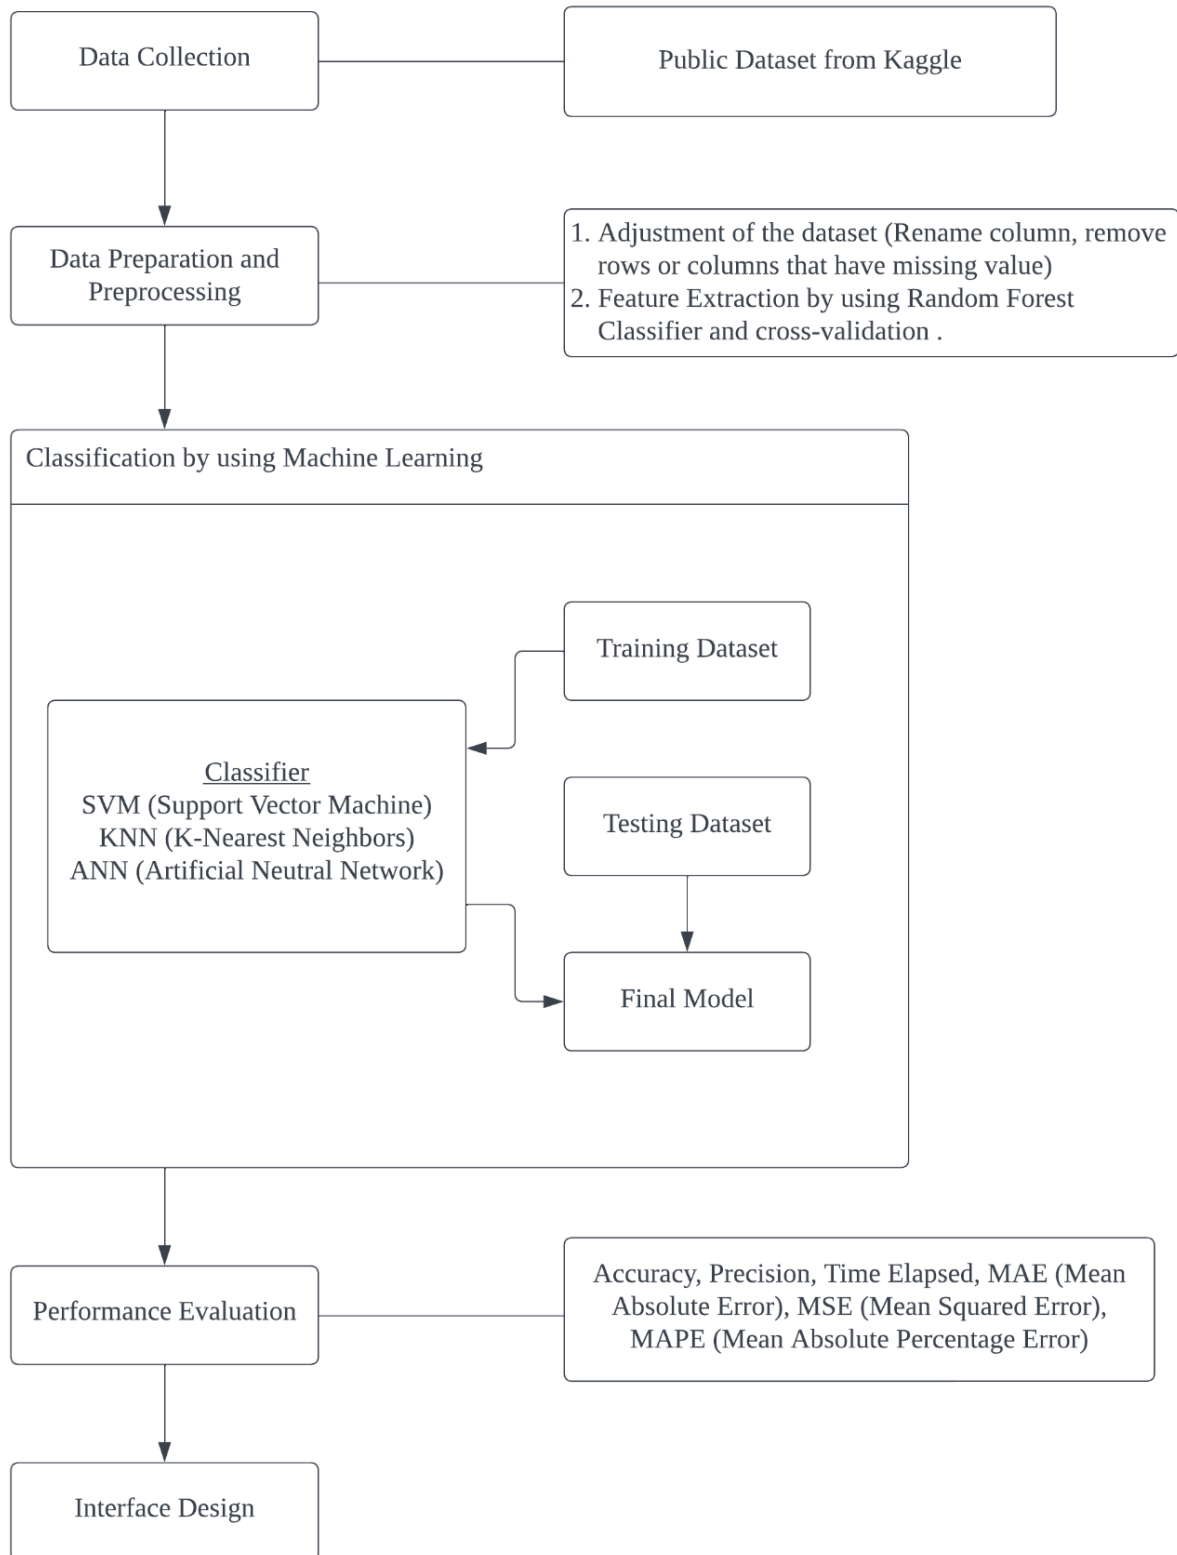 Data Collection
Public Dataset from Kaggle
Data Preparation and
Preprocessing
1. Adjustment of the dataset (Rename column, remove
rows or columns that have missing value)
2. Feature Extraction by using Random Forest
Classifier and cross-validation .
Classification by using Machine Learning
Training Dataset
Classifier
SVM (Support Vector Machine)
KNN (K-Nearest Neighbors)
ANN (Artificial Neutral Network)
Testing Dataset
Final Model
Performance Evaluation
Accuracy, Precision, Time Elapsed, MAE (Mean
Absolute Error), MSE (Mean Squared Error),
MAPE (Mean Absolute Percentage Error)
Interface Design